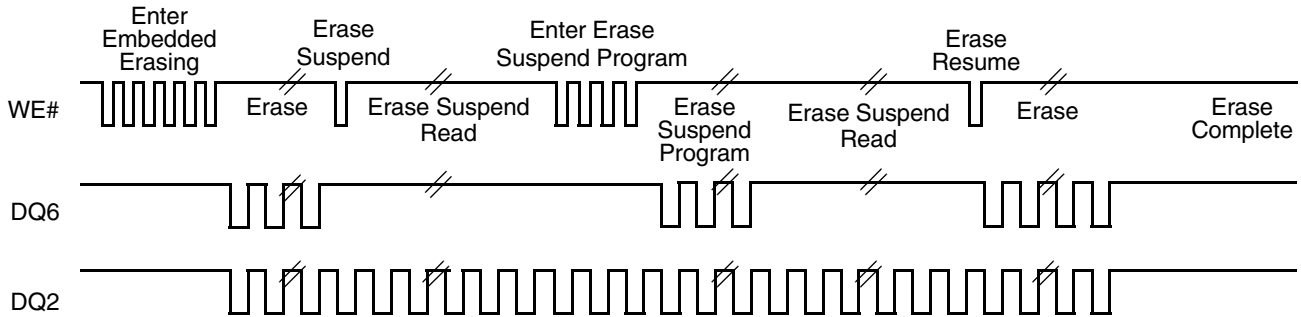 Enter
Embedded
Erasing
Erase
Suspend
Enter Erase
Suspend Program
Erase
Resume
WE#
Erase
Erase Suspend
Read
Erase
Suspend
Program
Erase Suspend
Read
Erase
Erase
Complete
DQ6
DQ2